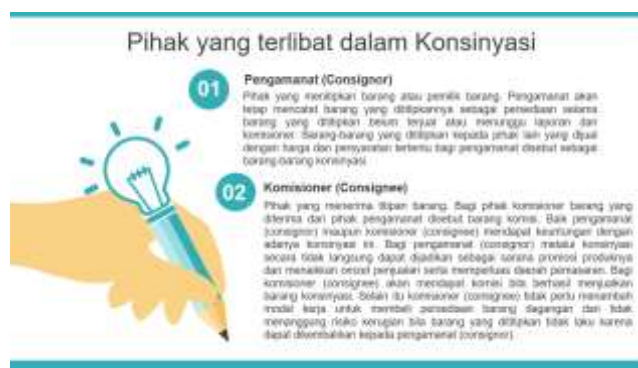 Pihak yang terlibat dalam Konsinyasi
01
Pengamanat (Consignor)
Pihak yang menitipkan barang atau pemilik barang. Pengamanat akan
tetap mencatat barang yang dititipkannya sebagai persediaan selama
barang yang dititipkan belum terjual atau menunggu laporan dari
komisioner. Barang-barang yang dititipkan kepada pihak lain yang dijual
dengan harga dan persyaratan tertentu bagi pengamanat disebut sebagai
barang-barang konsinyasi.
02
Komisioner (Consignee)
Pihak yang menerima titipan barang. Bagi pihak komisioner barang yang
diterima dari pihak pengamanat disebut barang komisi. Baik pengamanat
(consignor) maupun komisioner (consignee) mendapat keuntungan dengan
adanya konsinyasi ini. Bagi pengamanat (consignor) melalui konsinyasi
secara tidak langsung dapat dijadikan sebagai sarana promosi produknya
dan menaikkan omzet penjualan serta memperluas daerah pemasaran. Bagi
komisioner (consignee) akan mendapat komisi bila berhasil menjualkan
barang konsinyasi. Selain itu komisioner (consignee) tidak perlu menambah
modal kerja untuk membeli persediaan barang dagangan dan tidak
menanggung risiko kerugian bila barang yang dititipkan tidak laku karena
dapat dikembalikan kepada pengamanat (consignor).